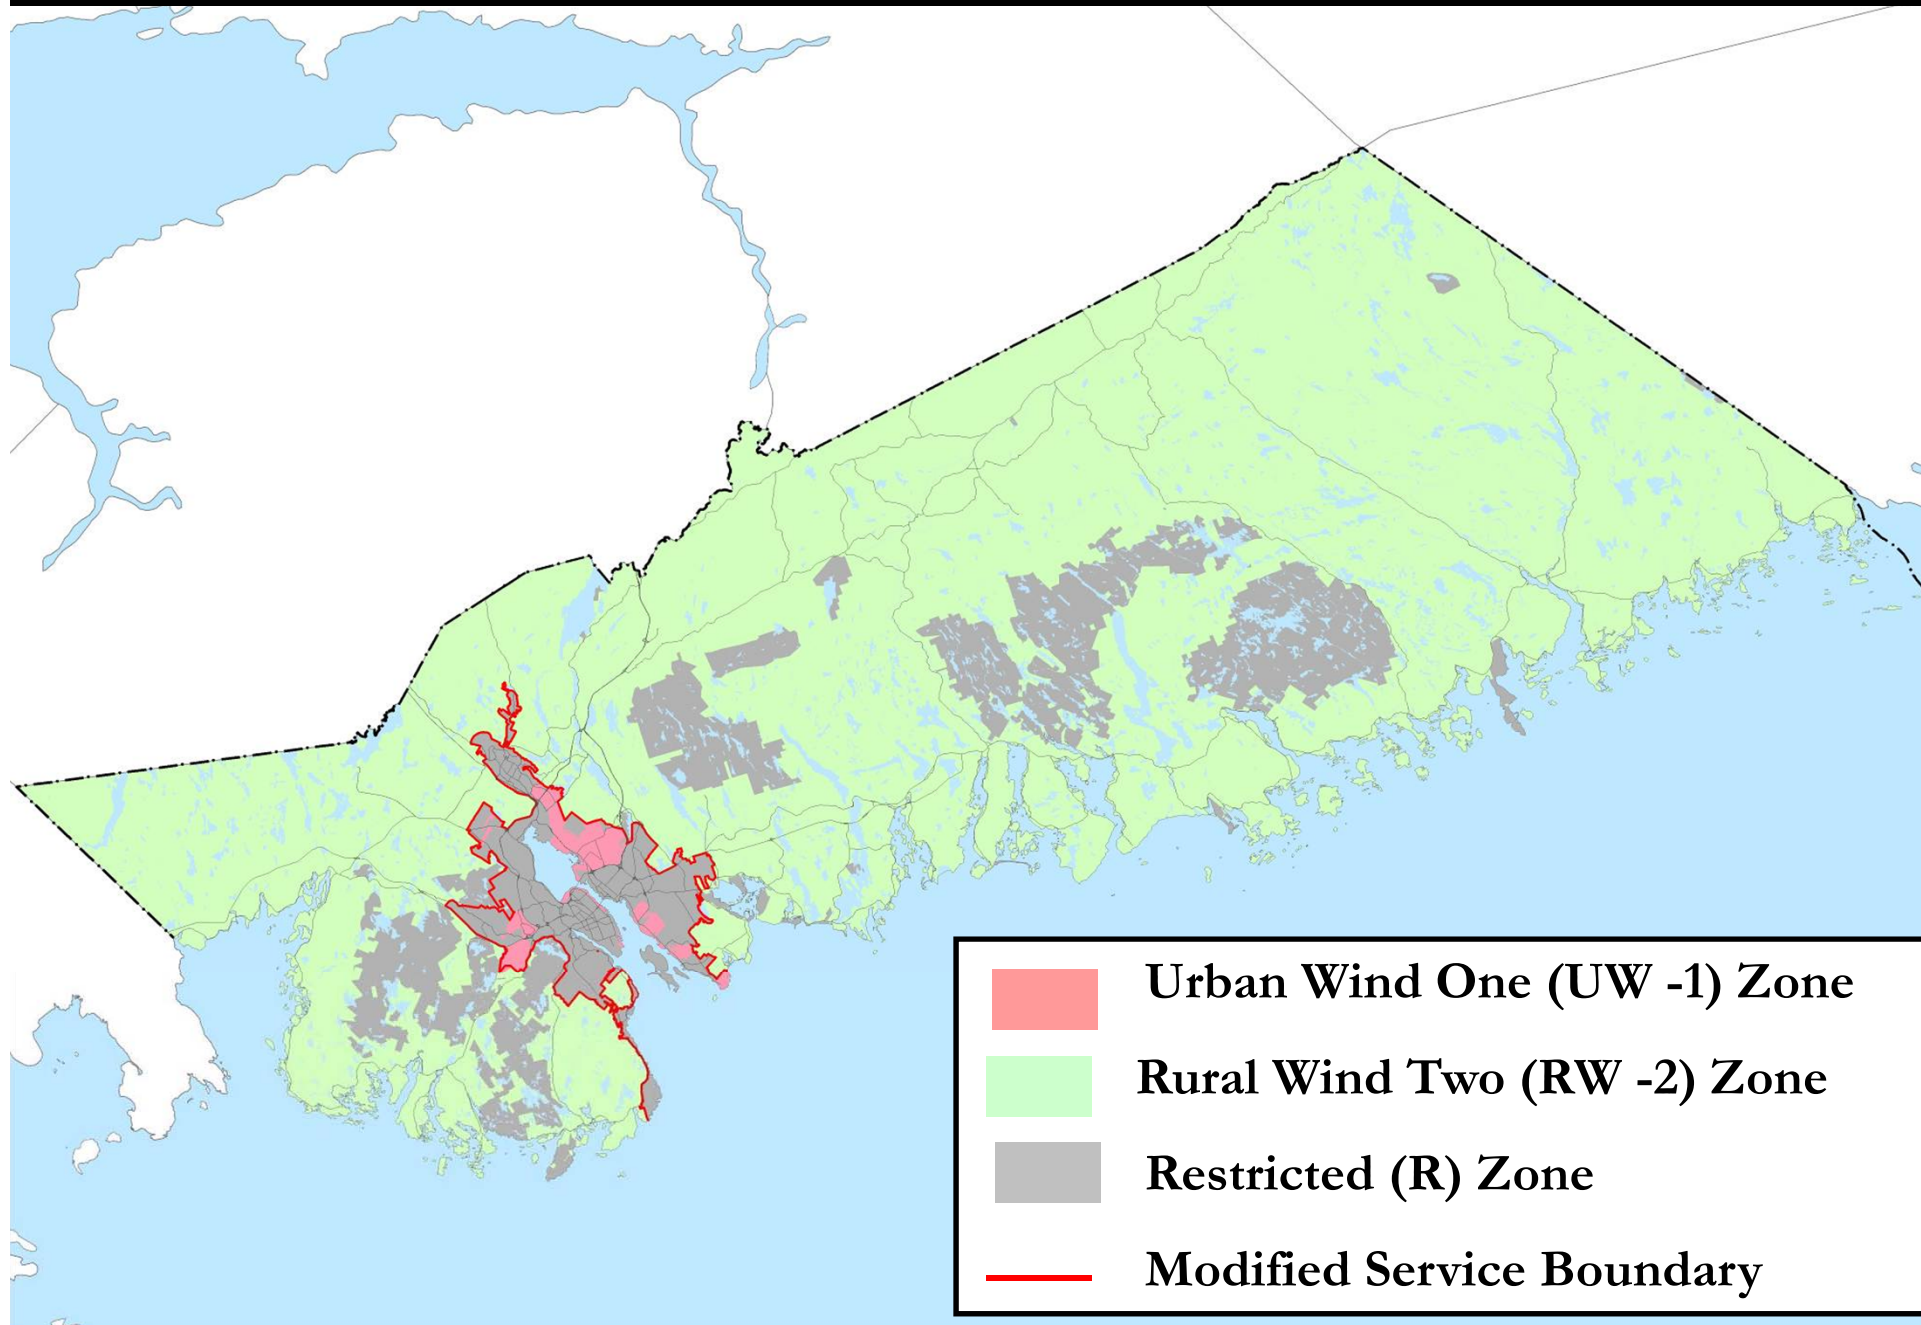 Urban Wind One (UW -1) Zone
Rural Wind Two (RW -2) Zone
Restricted (R) Zone
Modified Service Boundary